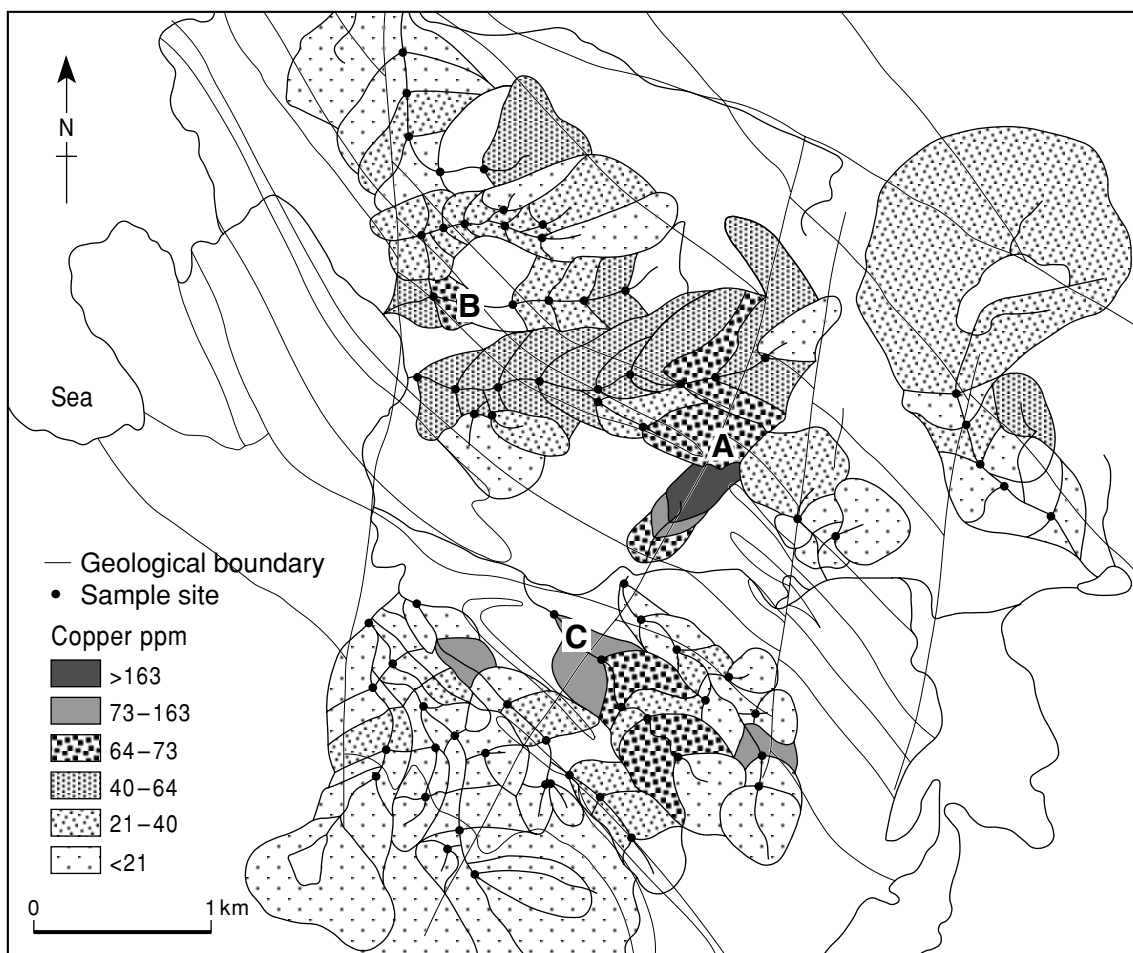 N
B
Sea
A
Geological boundary
Sample site
C
Copper ppm
>163
73–163
64–73
40–64
21–40
<21
0 1 km